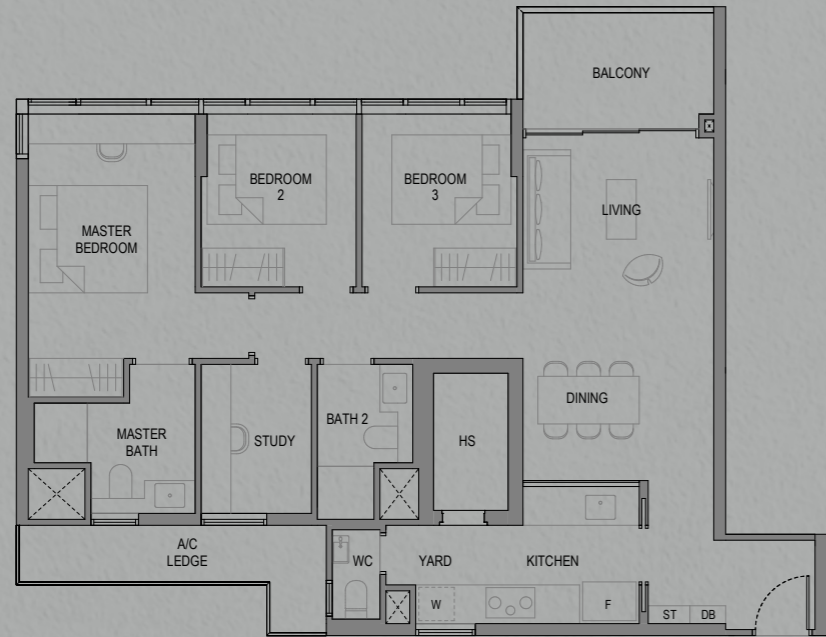 BALCONY
BEDROOM
2
BEDROOM
3
MASTER
BEDROOM
LIVING
DINING
MASTER
BATH
STUDY
BATH 2
HS
A/C
LEDGE
WC
YARD
KITCHEN
W
F
ST
DB